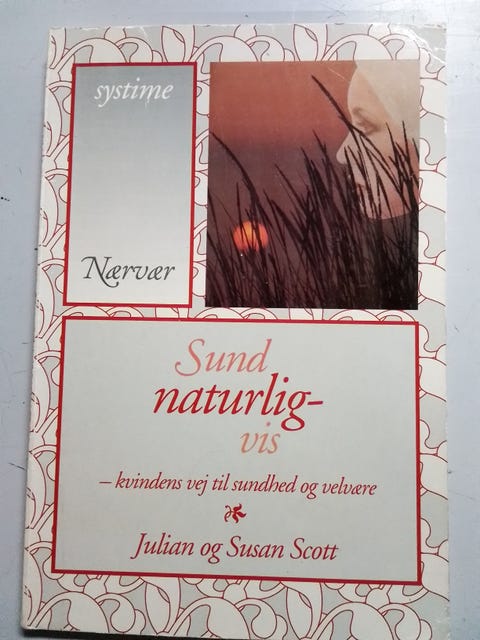 systime
Nærvær
Sund
naturlig-
vis
– kvindens vej til sundhed og velvære
Julian og Susan Scott